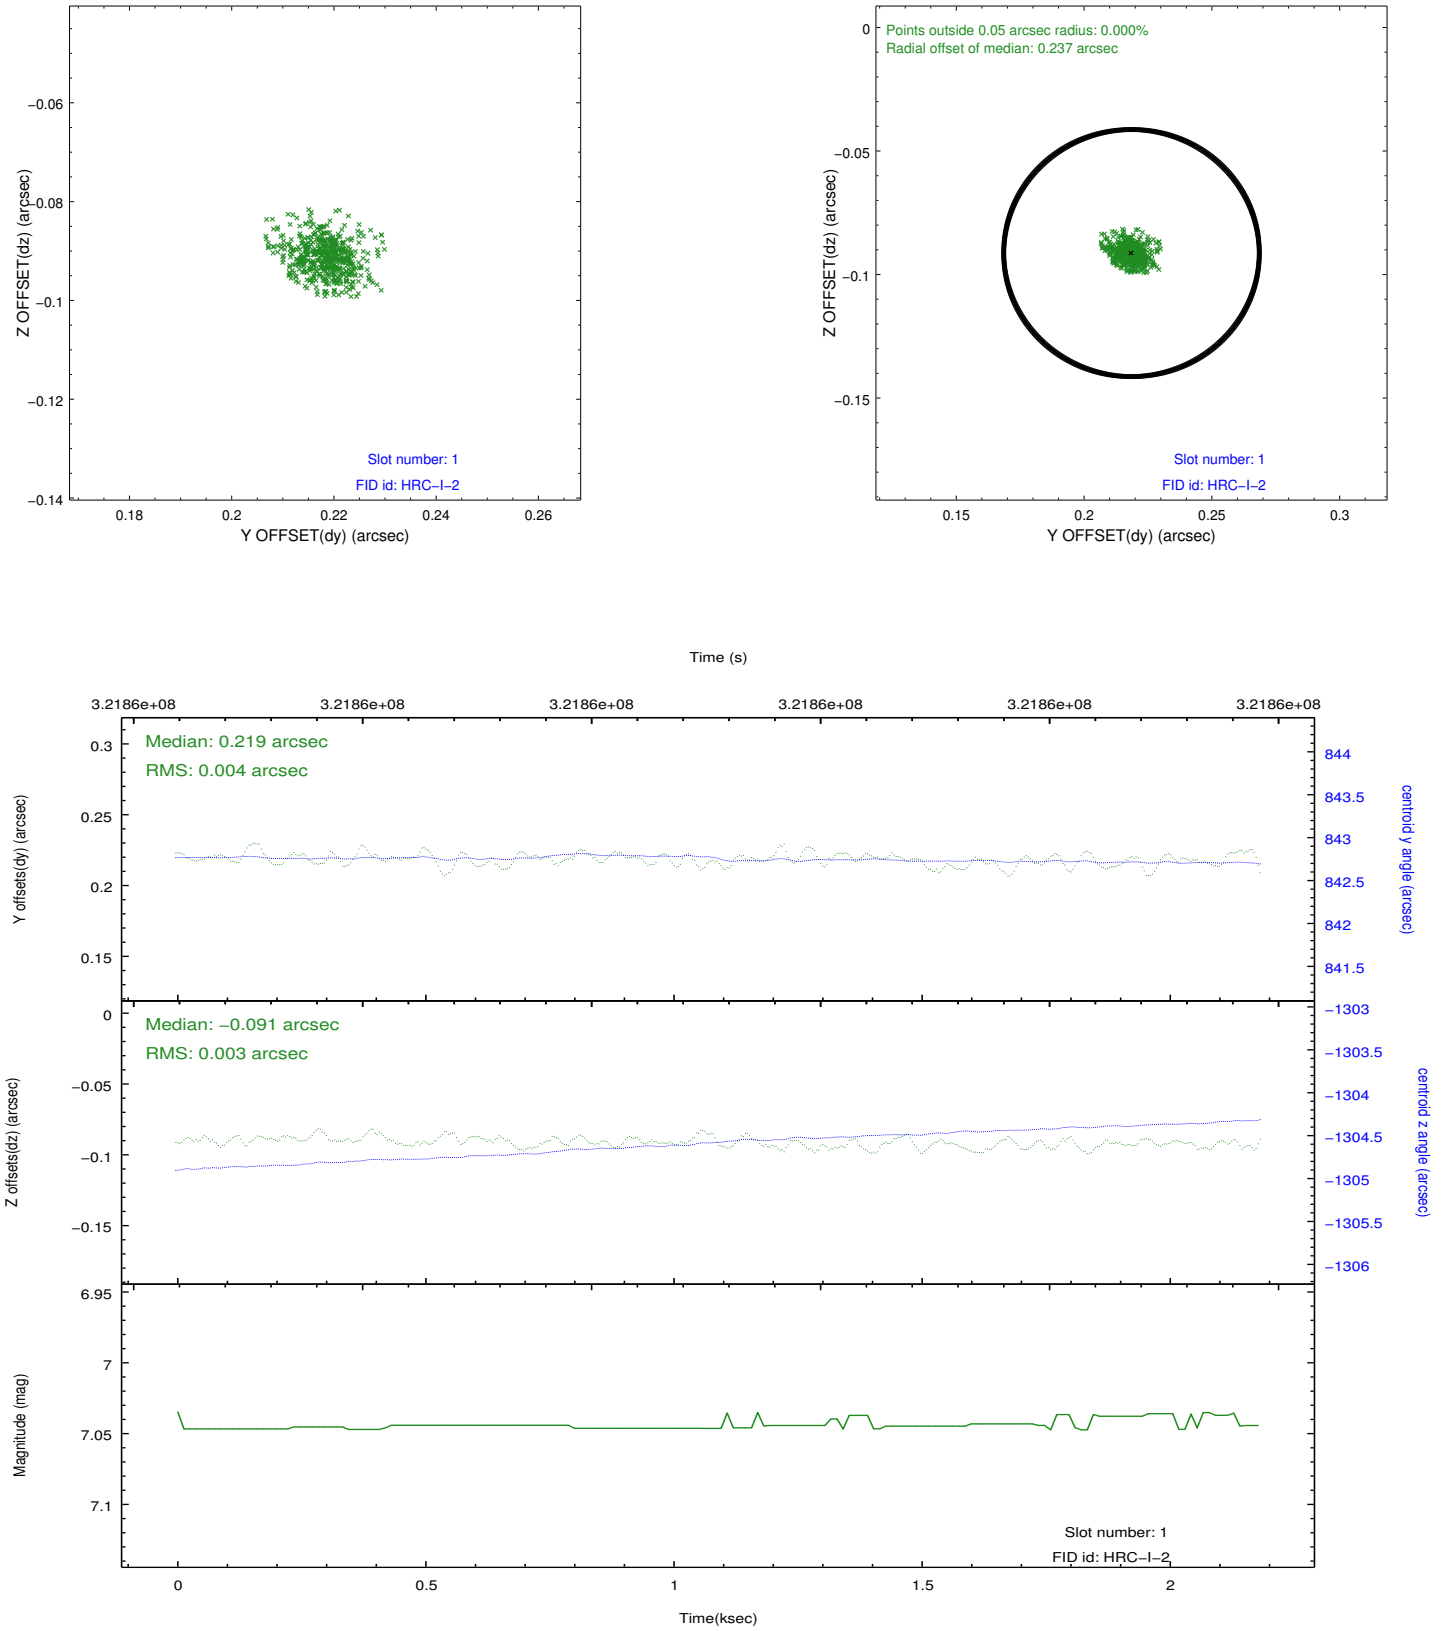 −0.06
−0.08
−0.1
−0.12
−0.14
Z OFFSET(dz) (arcsec)
Slot number: 1
FID id: HRC−I−2
0.18 0.2 0.22 0.24 0.26
Y OFFSET(dy) (arcsec)
Points outside 0.05 arcsec radius: 0.000%
Radial offset of median: 0.237 arcsec
0
−0.05
−0.1
−0.15
Z OFFSET(dz) (arcsec)
Slot number: 1
FID id: HRC−I−2
0.15 0.2 0.25 0.3
Y OFFSET(dy) (arcsec)
Time (s)
3.2186e+08 3.2186e+08 3.2186e+08 3.2186e+08 3.2186e+08 3.2186e+08
Median: 0.219 arcsec
RMS: 0.004 arcsec
0.3
0.25
0.2
0.15
Y offsets(dy) (arcsec)
844
843.5
843
842.5
842
841.5
centroid y angle (arcsec)
Median: −0.091 arcsec
RMS: 0.003 arcsec
0
−0.05
−0.1
−0.15
Z offsets(dz) (arcsec)
−1303
−1303.5
−1304
−1304.5
−1305
−1305.5
−1306
centroid z angle (arcsec)
6.95
7
7.05
7.1
Magnitude (mag)
Slot number: 1
FID id: HRC−I−2
0 0.5 1 1.5 2
Time(ksec)